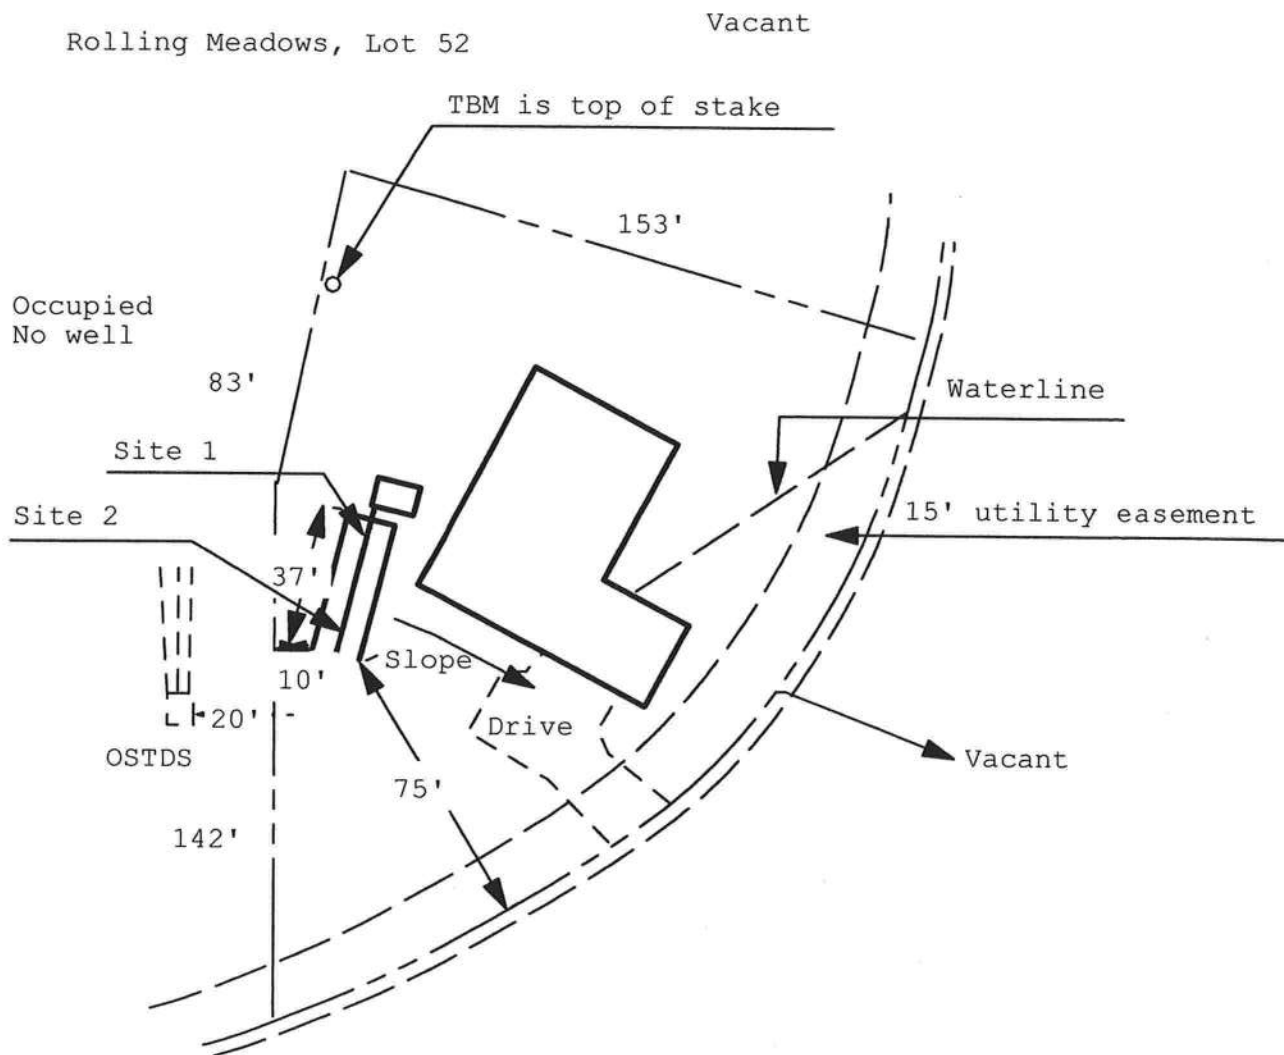 Vacant
Rolling Meadows, Lot 52
TBM is top of stake
153'
Occupied
No well
83'
Waterline
Site 1
Site 2
15' utility easement
37'
Slope
10'
20'
Drive
OSTDS
Vacant
75'
142'